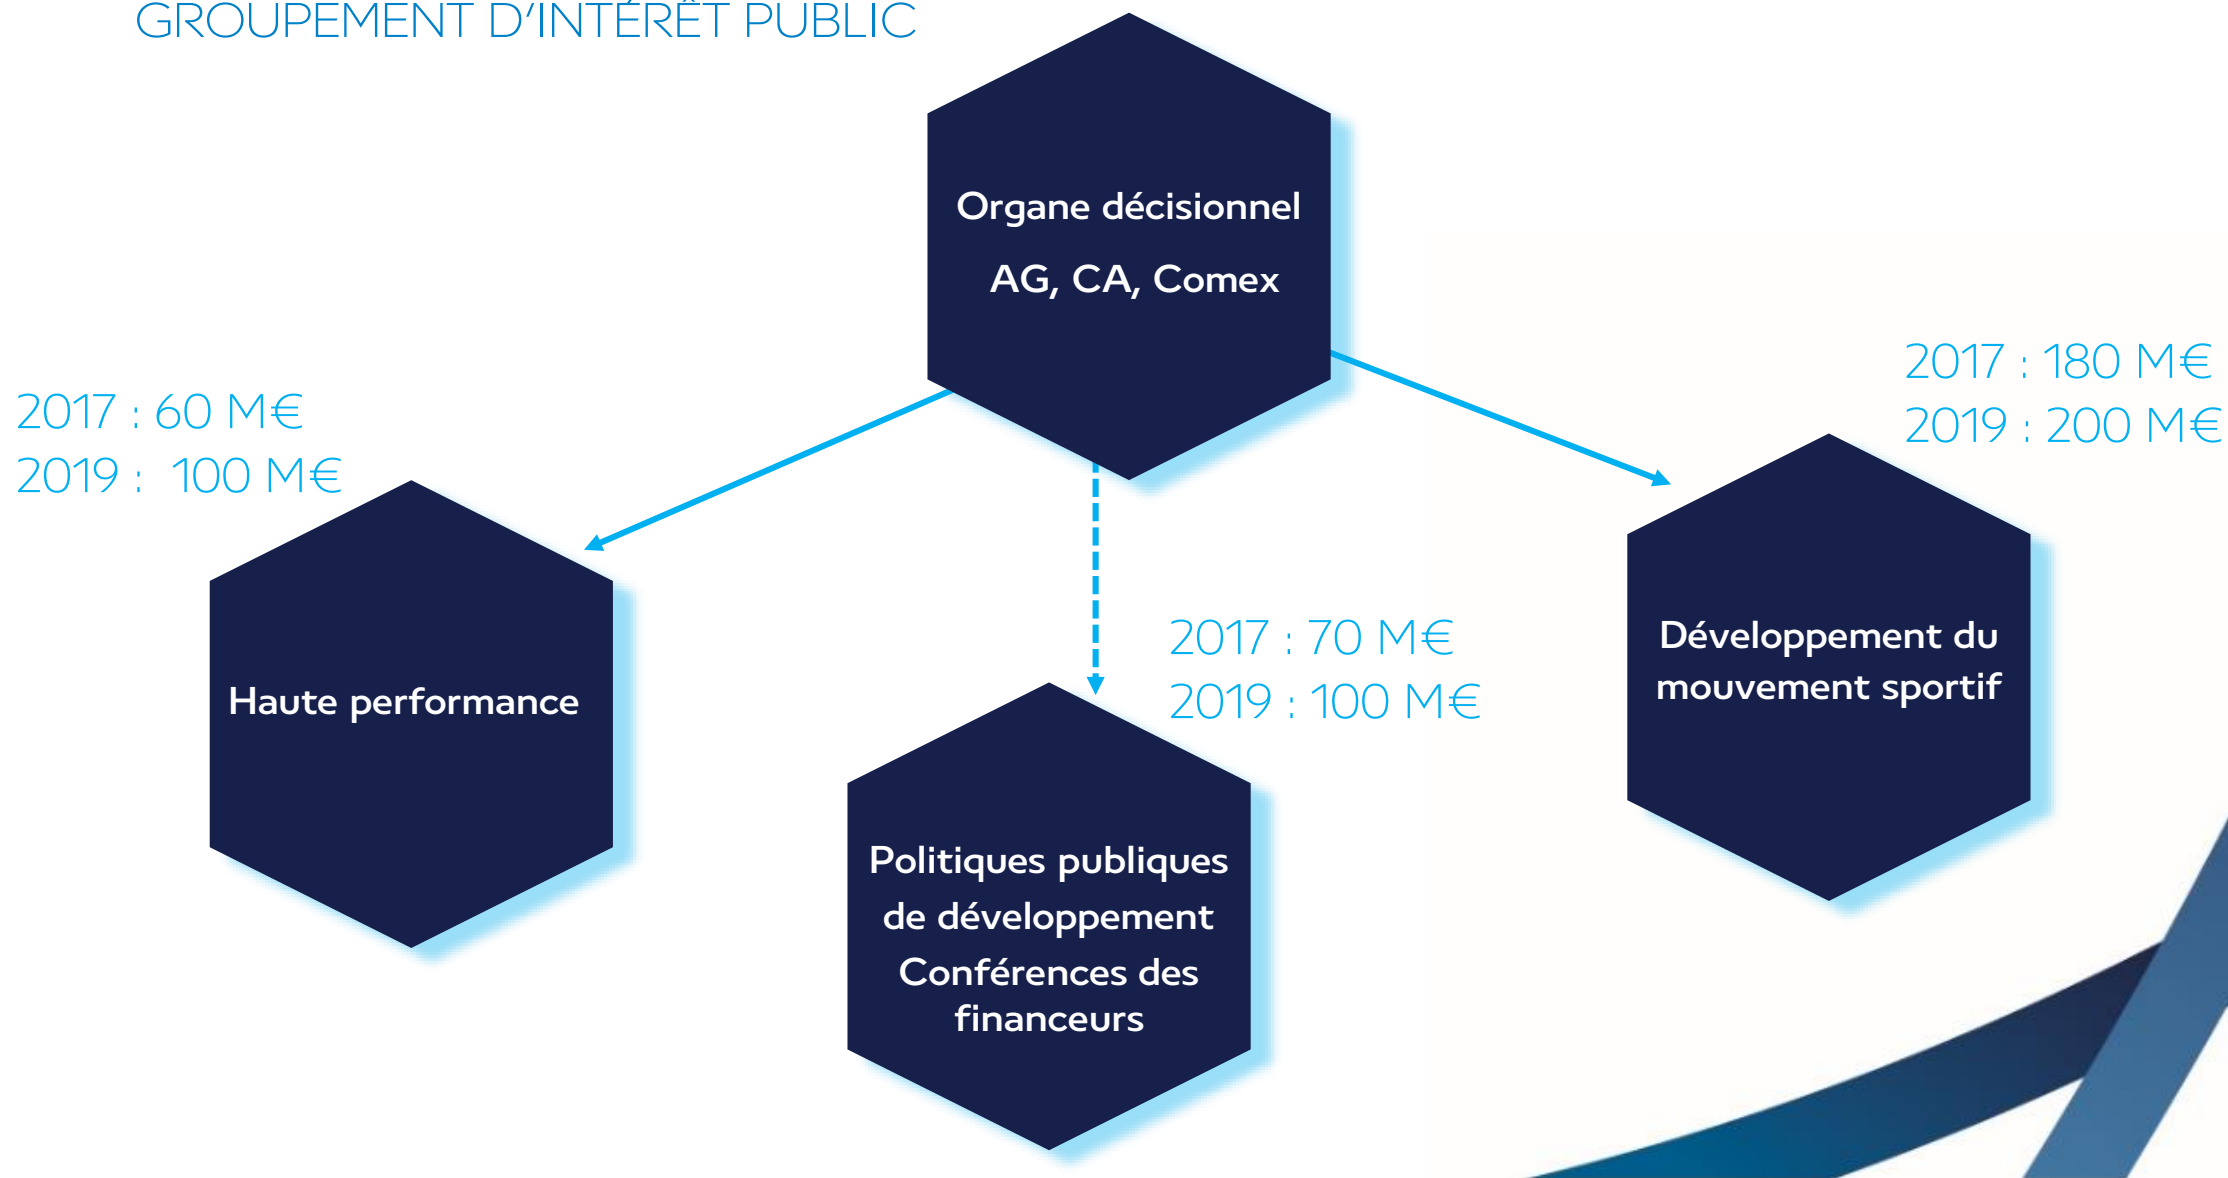 GROUPEMENT D'INTÉRÊT PUBLIC
Organe décisionnel
AG, CA, Comex
2017 : 60 M€
2019 : 100 M€
2017 : 180 M€
2019 : 200 M€
Haute performance
2017 : 70 M€
2019 : 100 M€
Développement du
mouvement sportif
Politiques publiques
de développement
Conférences des
financeurs